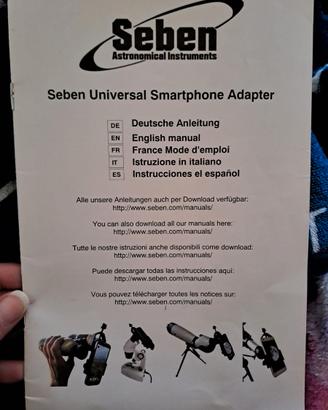 Seben
Astronomical Instruments
Seben Universal Smartphone Adapter
DE Deutsche Anleitung
EN English manual
FR France Mode d'emploi
IT Istruzione in italiano
ES Instrucciones el español
Alle unsere Anleitungen auch per Download verfügbar:
http://www.seben.com/manuals/
You can also download all our manuals here:
http://www.seben.com/manuals/
Tutte le nostre istruzioni anche disponibili come download:
http://www.seben.com/manuals/
Puede descargar todas las instrucciones aqui:
http://www.seben.com/manuals/
Vous pouvez télécharger toutes les notices sur:
http://www.seben.com/manuals/